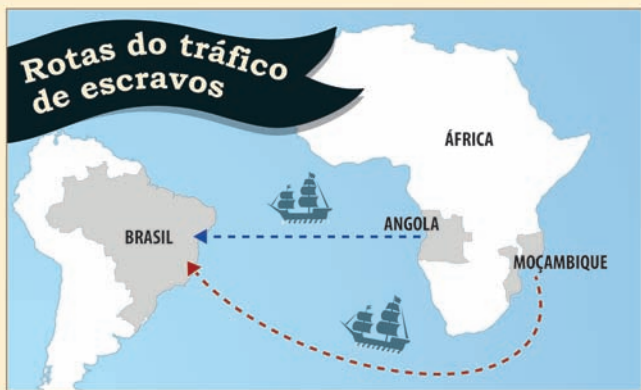 Rotas do tráfico
de escravos
ÁFRICA
BRASIL
ANGOLA
MOÇAMBIQUE